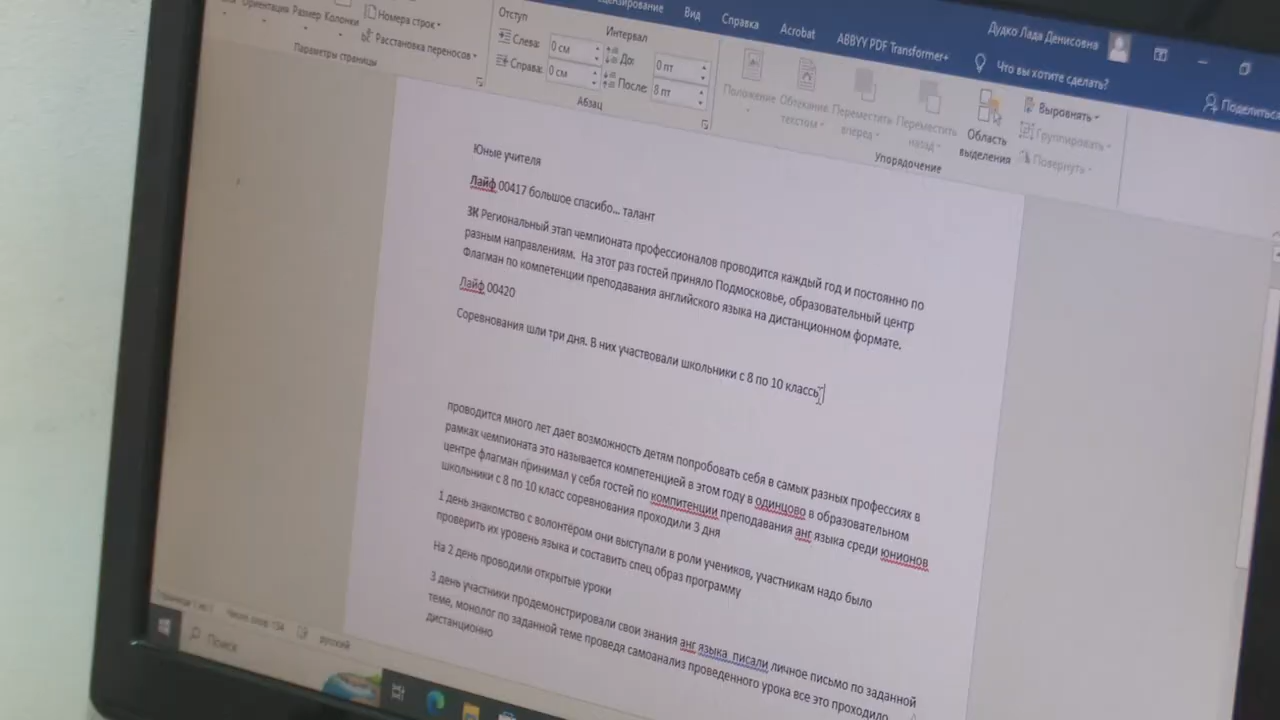 Ориентация Размер Колонки
Номера строк
Расстановка переносов
Параметры страницы
Отступ
Слева: 0 см
Справа: 0 см
Интервал
До: 0 пт
После: 8 пт
Абзац
Вид Справка Acrobat ABBYY PDF Transformer+ Что вы хотите сделать?
Дудко Лада Денисовна
Поделиться
Положение
Обтекание
текстом
Переместить
вперед
Переместить
назад
Область
выделения
Выровнять
Группировать
Повернуть
Упорядочение
Юные учителя
Лайф 00417 большое спасибо... талант
ЗК Региональный этап чемпионата профессионалов проводится каждый год и постоянно по
разным направлениям. На этот раз гостей приняло Подмосковье, образовательный центр
Флагман по компетенции преподавания английского языка на дистанционном формате.
Лайф 00420
Соревнования шли три дня. В них участвовали школьники с 8 по 10 классь
проводится много лет дает возможность детям попробовать себя в самых разных профессиях в
рамках чемпионата это называется компетенцией в этом году в одинцово в образовательном
центре флагман принимал у себя гостей по компитенции преподавания анг языка среди юнионов
школьники с 8 по 10 класс соревнования проходили 3 дня
1 день знакомство с волонтёром они выступали в роли учеников, участникам надо было
проверить их уровень языка и составить спец образ программу
На 2 день проводили открытые уроки
3 день участники продемонстрировали свои знания анг языка писали личное письмо по заданной
теме, монолог по заданной теме проведя самоанализ проведенного урока все это проходило
дистанционно
Число слов: 134 русский
Поиск